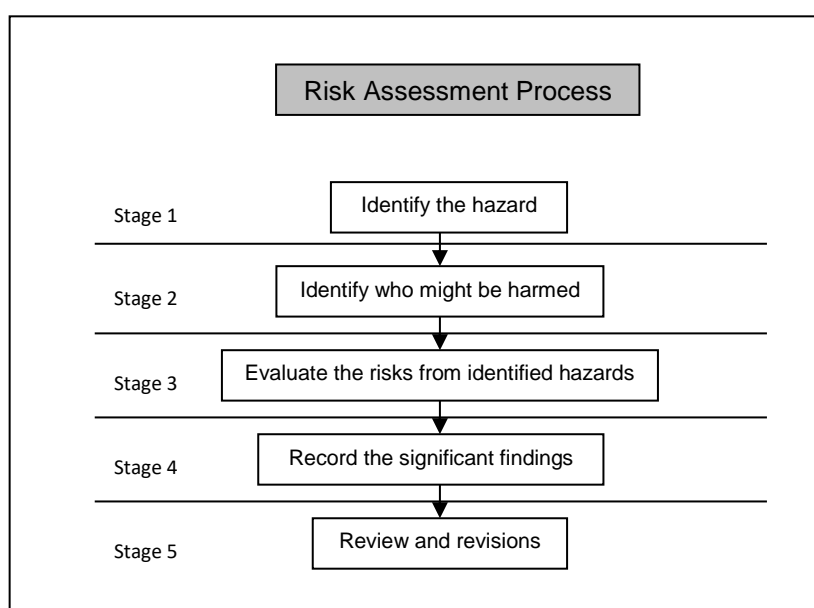 Risk Assessment Process
Stage 1
Identify the hazard
Stage 2
Identify who might be harmed
Stage 3
Evaluate the risks from identified hazards
Stage 4
Record the significant findings
Stage 5
Review and revisions